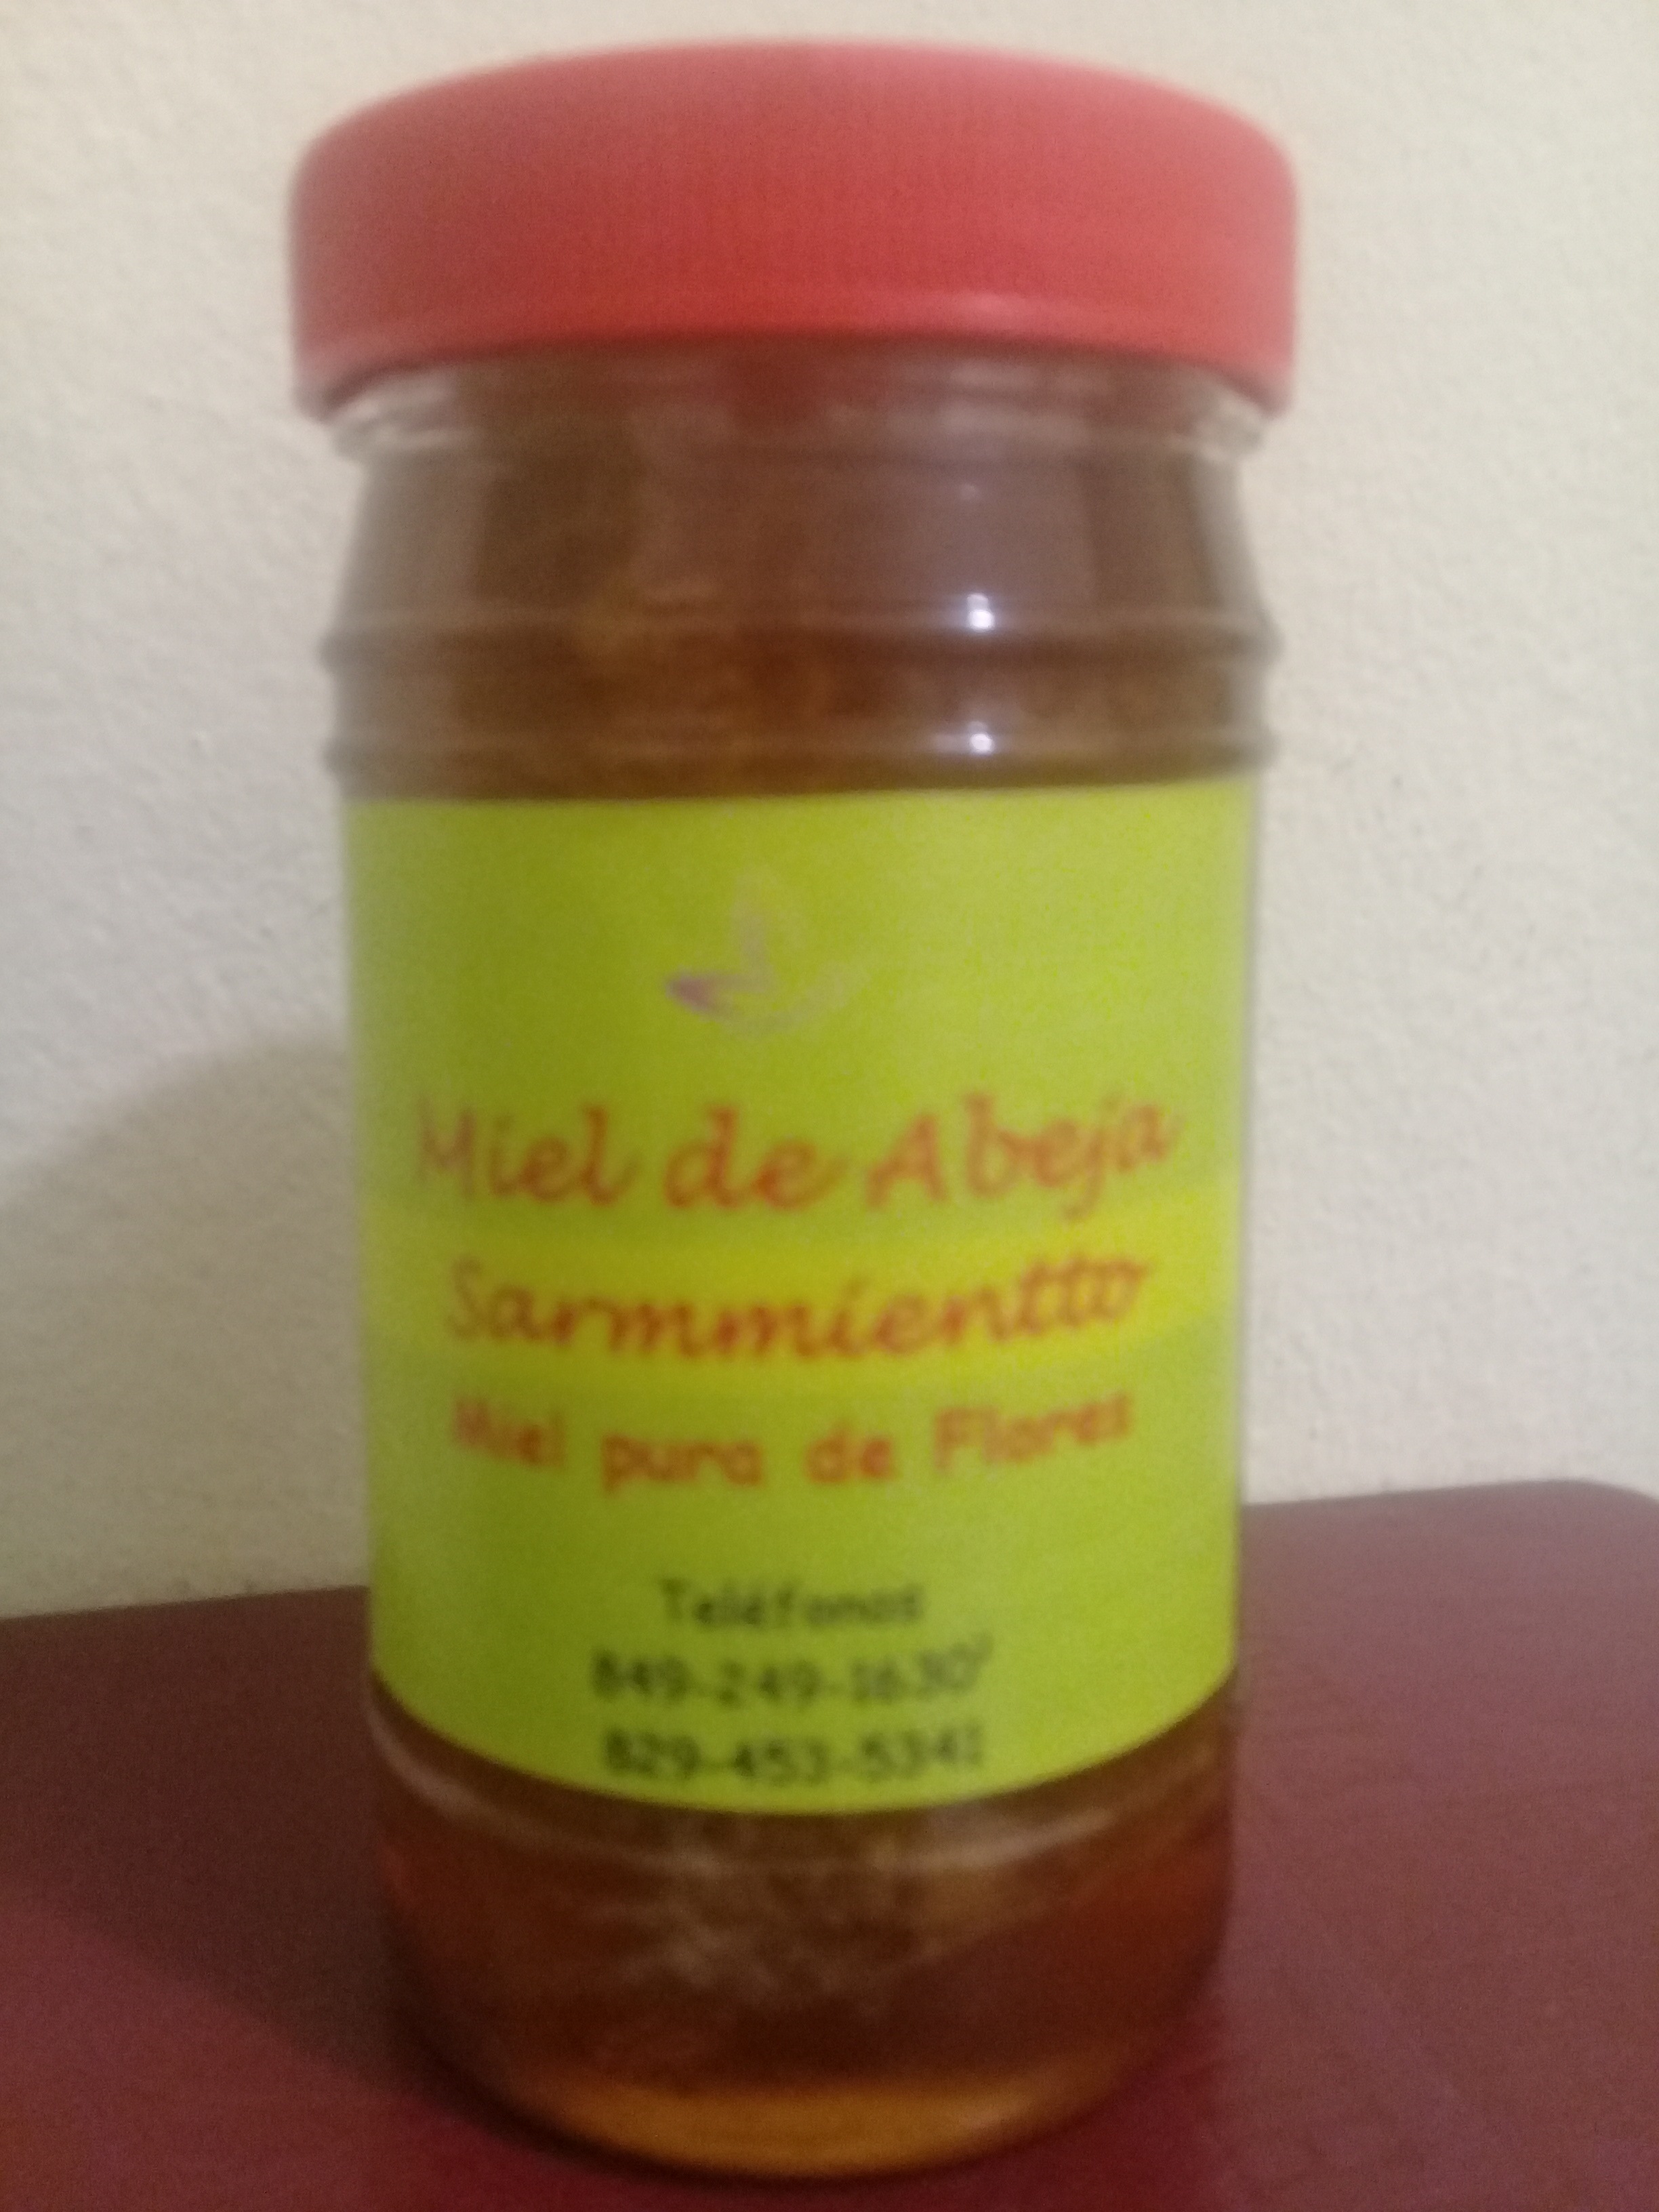 Miel de Abeja
Sarmmientto
Miel pura de Flores
Teléfonos
849-249-1630
829-453-5341